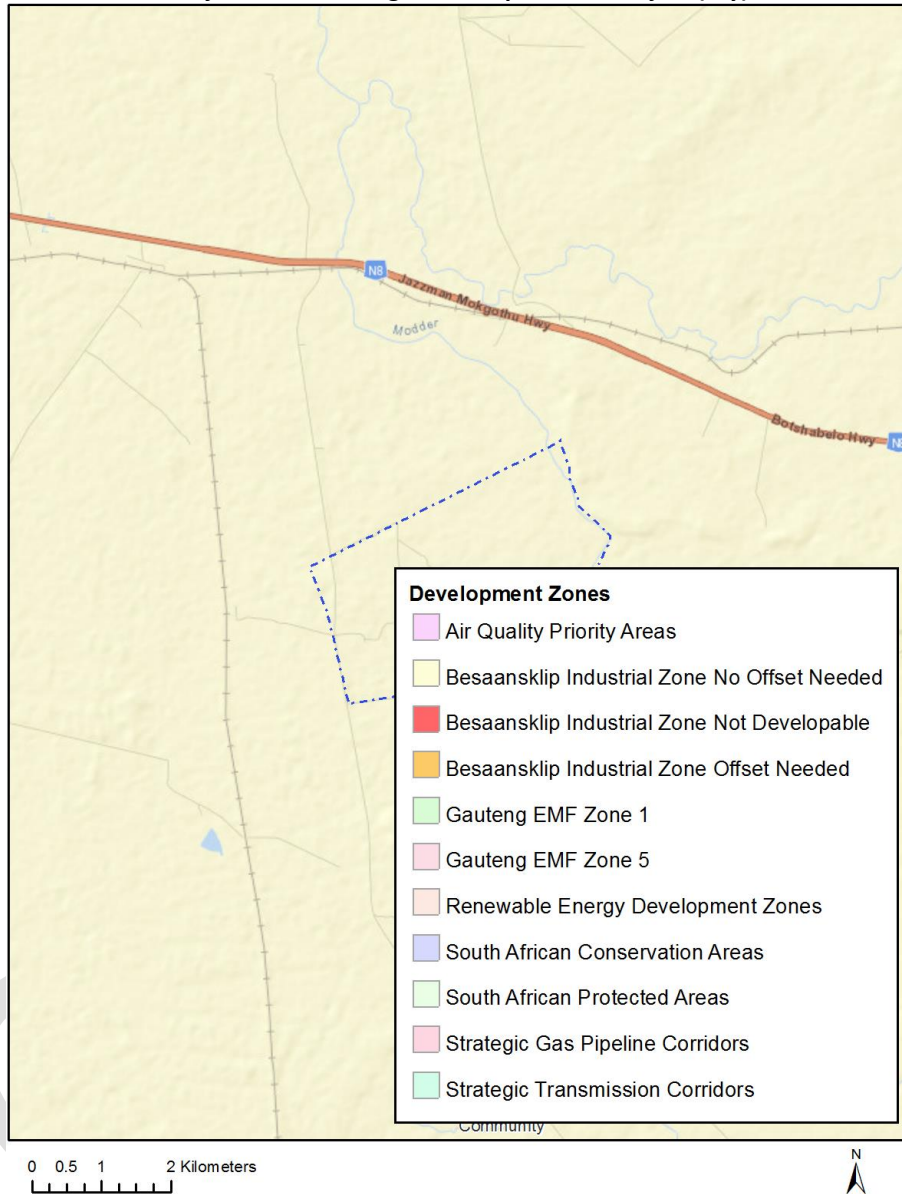 N8
Jazzman Mokgothu Hwy
Modder
Botshabelo Hwy
Development Zones
Air Quality Priority Areas
Besaansklip Industrial Zone No Offset Needed
Besaansklip Industrial Zone Not Developable
Besaansklip Industrial Zone Offset Needed
Gauteng EMF Zone 1
Gauteng EMF Zone 5
Renewable Energy Development Zones
South African Conservation Areas
South African Protected Areas
Strategic Gas Pipeline Corridors
Strategic Transmission Corridors
Community
0 0.5 1 2 Kilometers
N